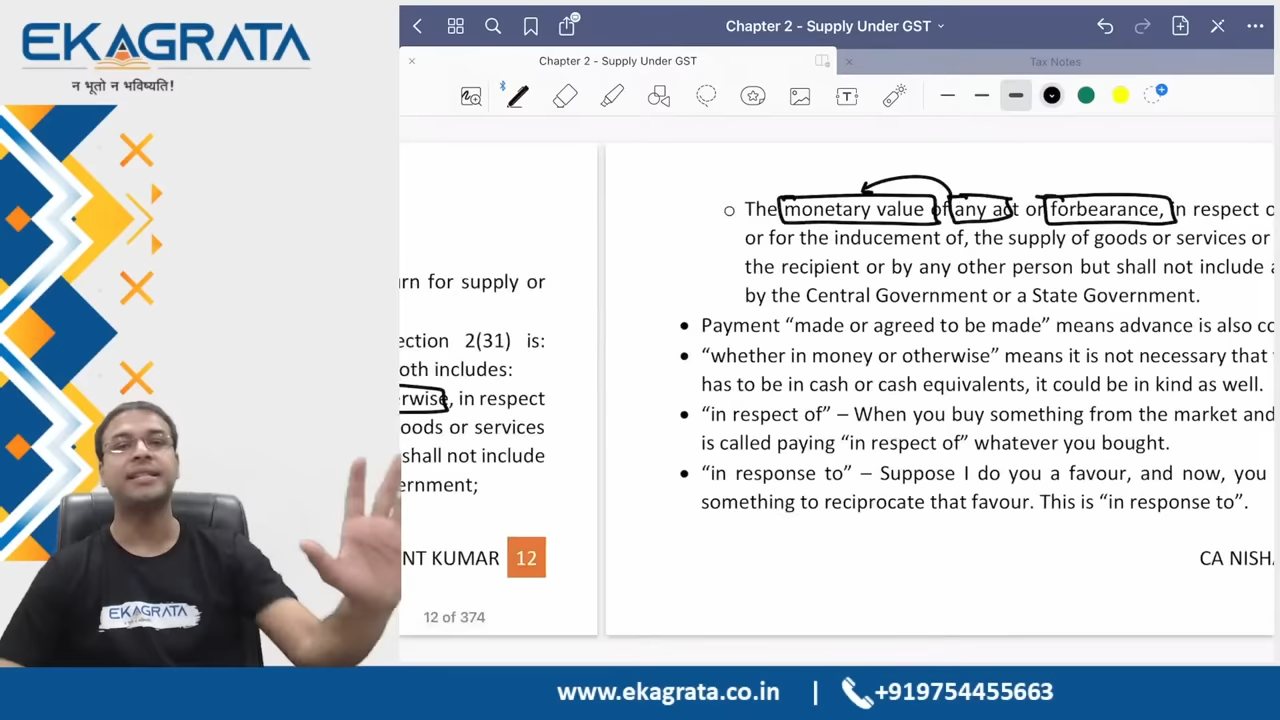 EKAGRATA
न भूतो न भविष्यति!
Chapter 2 - Supply Under GST
Chapter 2 - Supply Under GST
Tax Notes
urn for supply or
ection 2(31) is:
oth includes:
rwise, in respect
oods or services
shall not include
ernment;
NT KUMAR 12
12 of 374
The monetary value of any act or forbearance, in respect o
or for the inducement of, the supply of goods or services or
the recipient or by any other person but shall not include a
by the Central Government or a State Government.
Payment “made or agreed to be made” means advance is also co
“whether in money or otherwise” means it is not necessary that
has to be in cash or cash equivalents, it could be in kind as well.
“in respect of” – When you buy something from the market and
is called paying “in respect of” whatever you bought.
“in response to” – Suppose I do you a favour, and now, you
something to reciprocate that favour. This is “in response to”.
CA NISHA
EKAGRATA
www.ekagrata.co.in | +919754455663